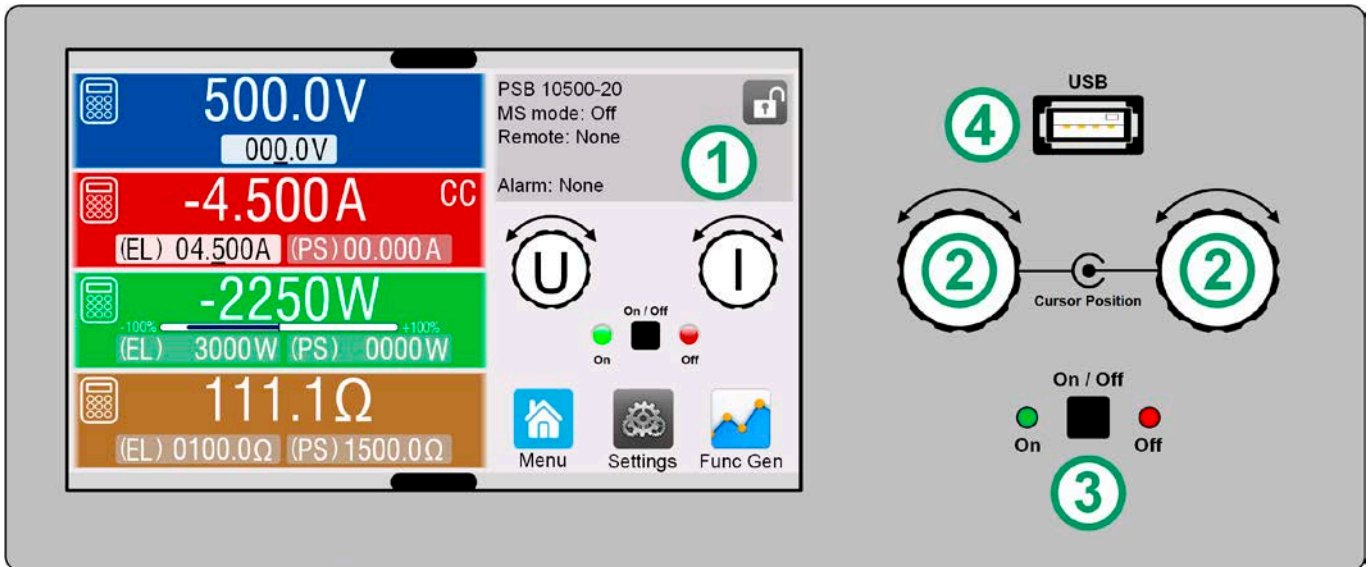 500.0V
000.0V
-4.500A CC
(EL) 04.500A (PS) 00.000A
-2250W
-100% +100%
(EL) 3000W (PS) 0000W
111.1Ω
(EL) 0100.0Ω (PS) 1500.0Ω
PSB 10500-20
MS mode: Off
Remote: None
Alarm: None
1
U I
On / Off
On Off
Menu Settings Func Gen
USB
4
2 2
Cursor Position
On / Off
On Off
3